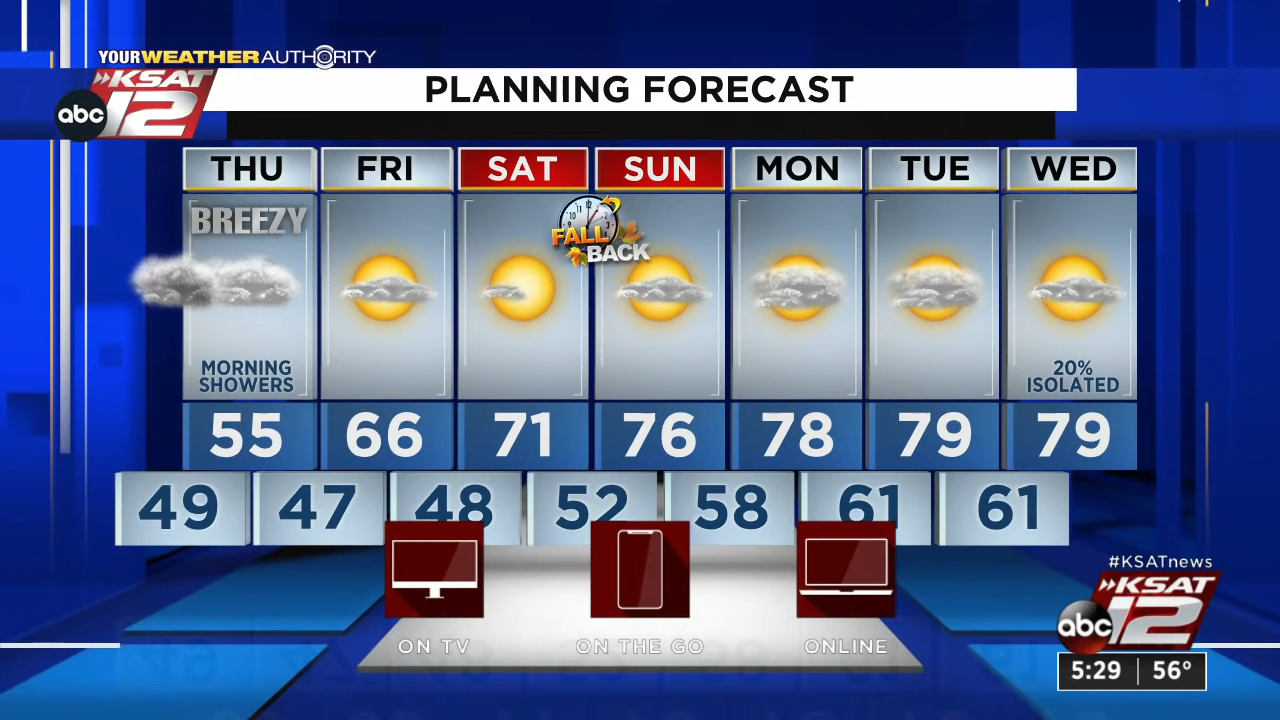 YOURWEATHERAUTHORITY
KSAT
abc 12
PLANNING FORECAST
THU FRI SAT SUN MON TUE WED
BREEZY
FALL
BACK
MORNING
SHOWERS
20%
ISOLATED
55 66 71 76 78 79 79
49 47 48 52 58 61 61
ON TV ON THE GO ONLINE
#KSATnews
KSAT
abc 12
5:29 56°